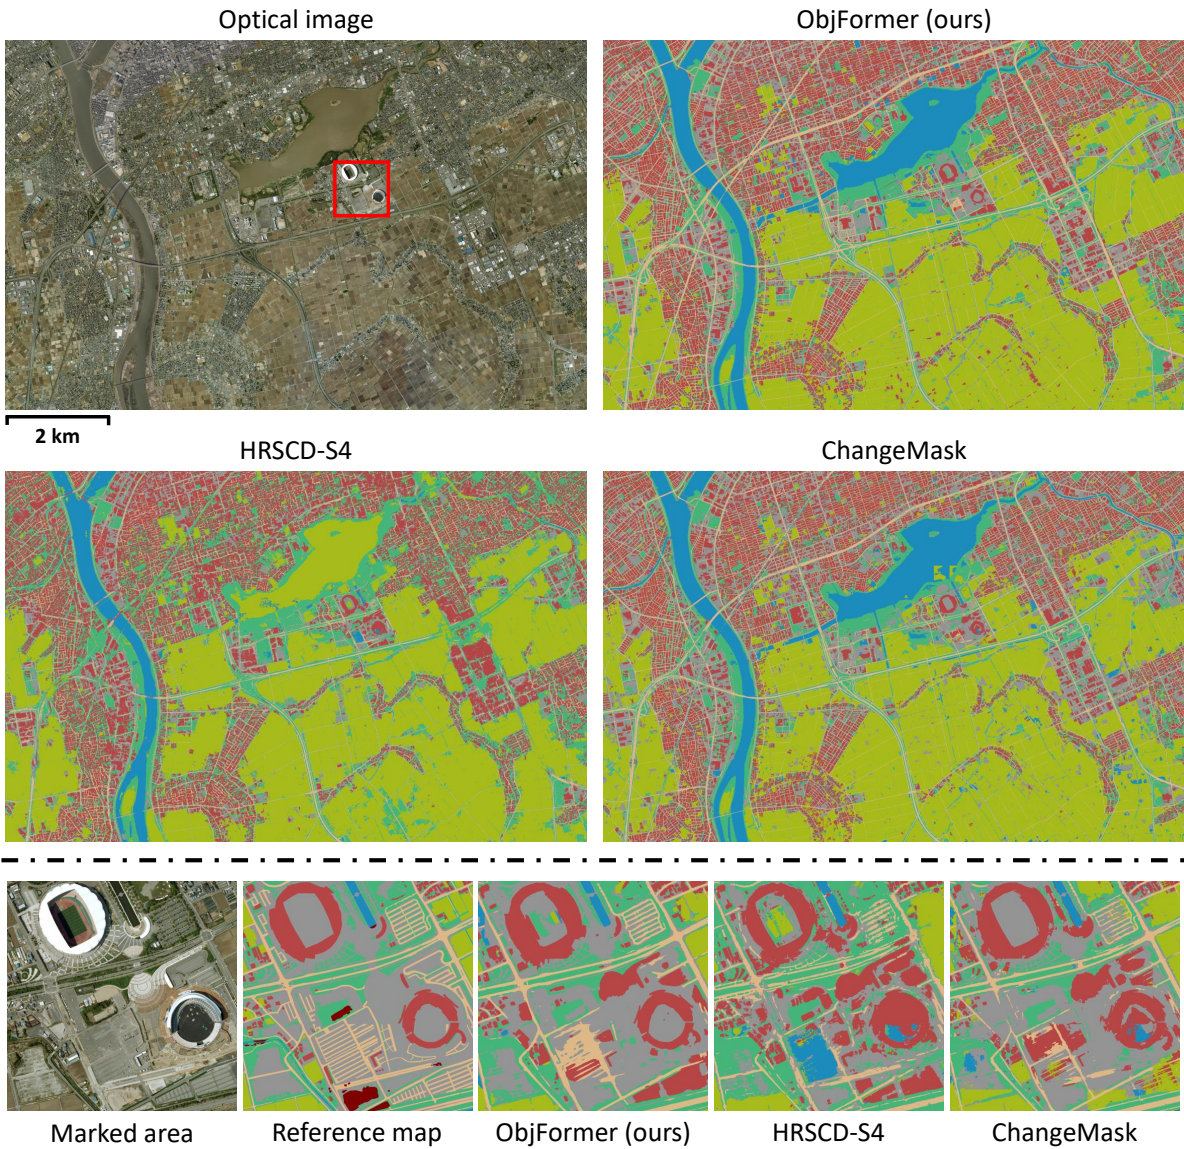 Optical image
ObjFormer (ours)
2 km
HRSCD-S4
ChangeMask
Marked area
Reference map
ObjFormer (ours)
HRSCD-S4
ChangeMask